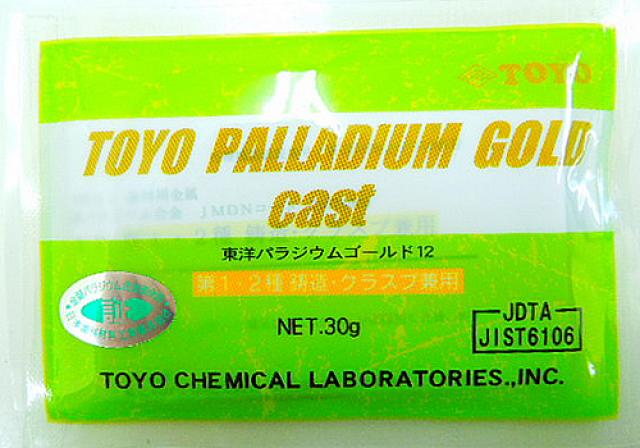 TOYO
TOYO PALLADIUM GOLD
cast
東洋パラジウムゴールド12
第1・2種 鋳造・クラスプ兼用
NET.30g
JDTA
JIST6106
TOYO CHEMICAL LABORATORIES.,INC.